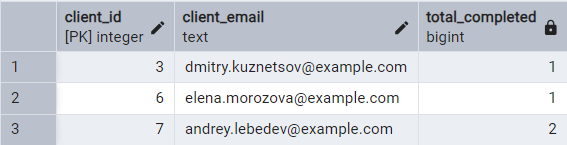 client_id client_email total_completed
[PK] integer text bigint
1 3 dmitry.kuznetsov@example.com 1
2 6 elena.morozova@example.com 1
3 7 andrey.lebedev@example.com 2